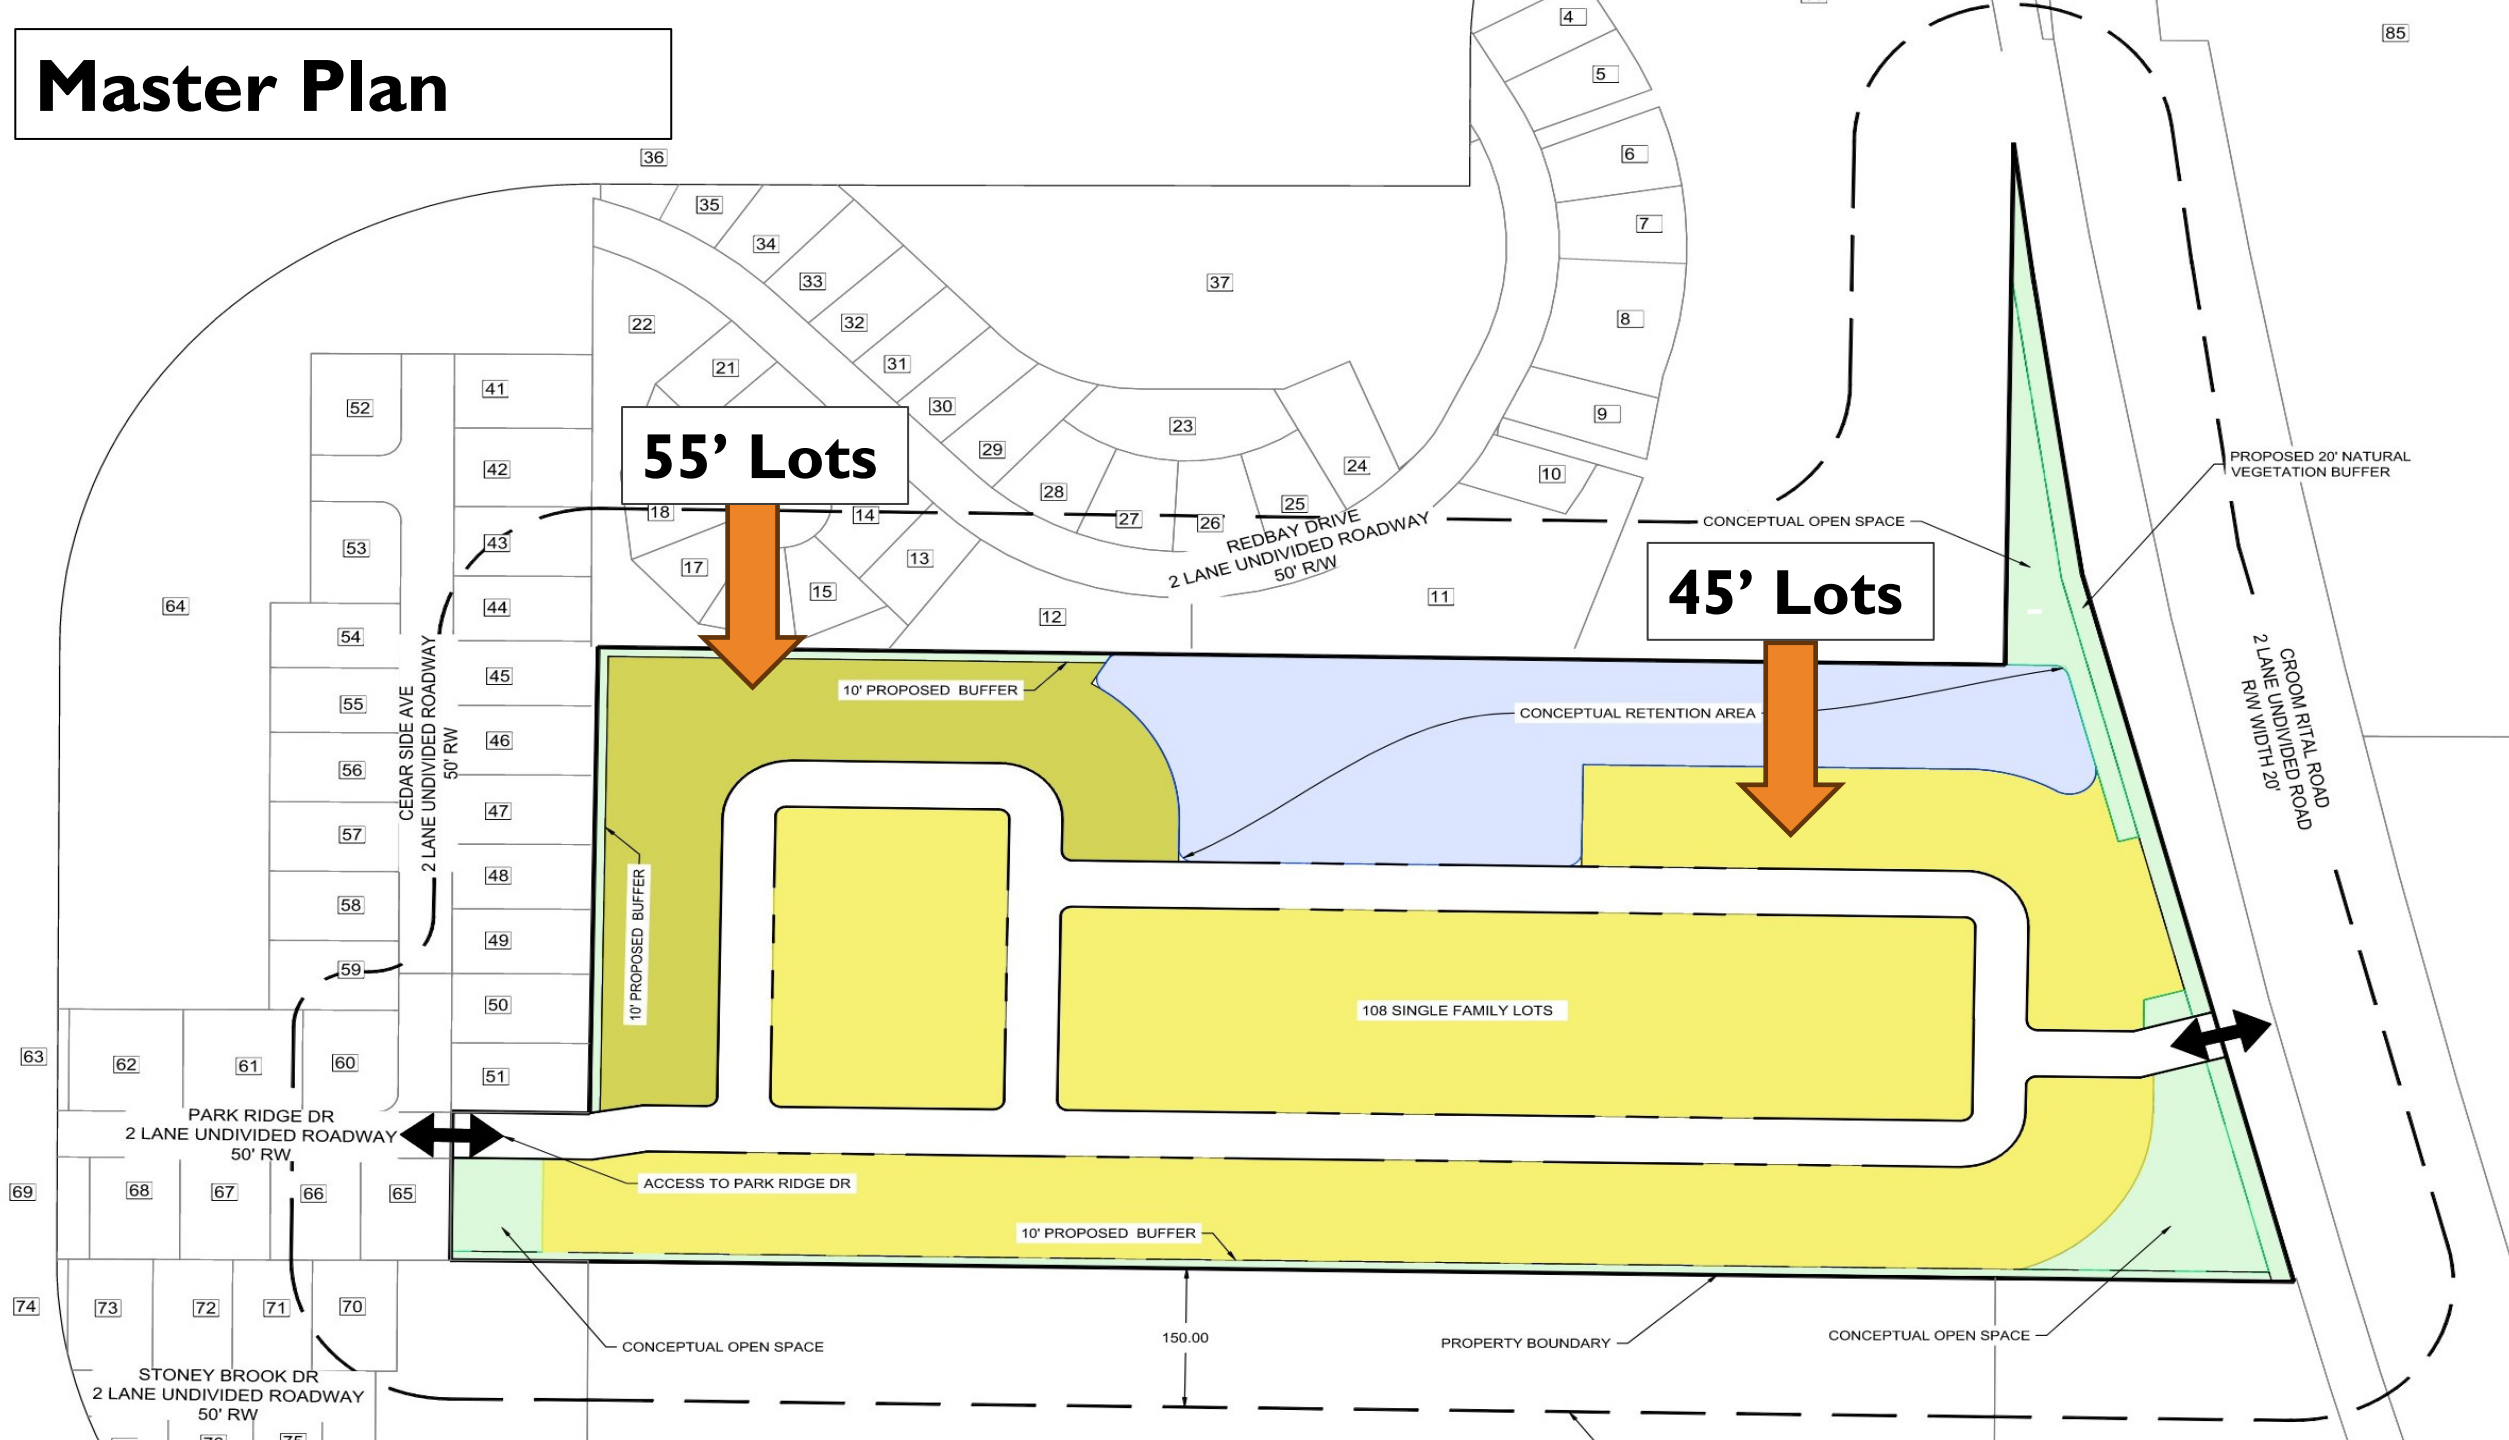 Master Plan
4
85
5
36
6
35
7
34
33
37
22
32
8
21
31
52
41
30
9
23
55’ Lots
29
24
42
10
PROPOSED 20' NATURAL
VEGETATION BUFFER
28
25
18
14
27
26
REDBAY DRIVE
2 LANE UNDIVIDED ROADWAY
50' R/W
CONCEPTUAL OPEN SPACE
53
43
13
17
45’ Lots
15
11
64
44
12
54
CEDAR SIDE AVE
2 LANE UNDIVIDED ROADWAY
50' RW
45
10' PROPOSED BUFFER
55
CONCEPTUAL RETENTION AREA
CROOM RITAL ROAD
2 LANE UNDIVIDED ROAD
R/W WIDTH 20'
46
56
47
57
48
58
10' PROPOSED BUFFER
49
59
50
108 SINGLE FAMILY LOTS
63
62
61
60
51
PARK RIDGE DR
2 LANE UNDIVIDED ROADWAY
50' RW
69
68
67
66
65
ACCESS TO PARK RIDGE DR
10' PROPOSED BUFFER
74
73
72
71
70
CONCEPTUAL OPEN SPACE
150.00
PROPERTY BOUNDARY
CONCEPTUAL OPEN SPACE
STONEY BROOK DR
2 LANE UNDIVIDED ROADWAY
50' RW